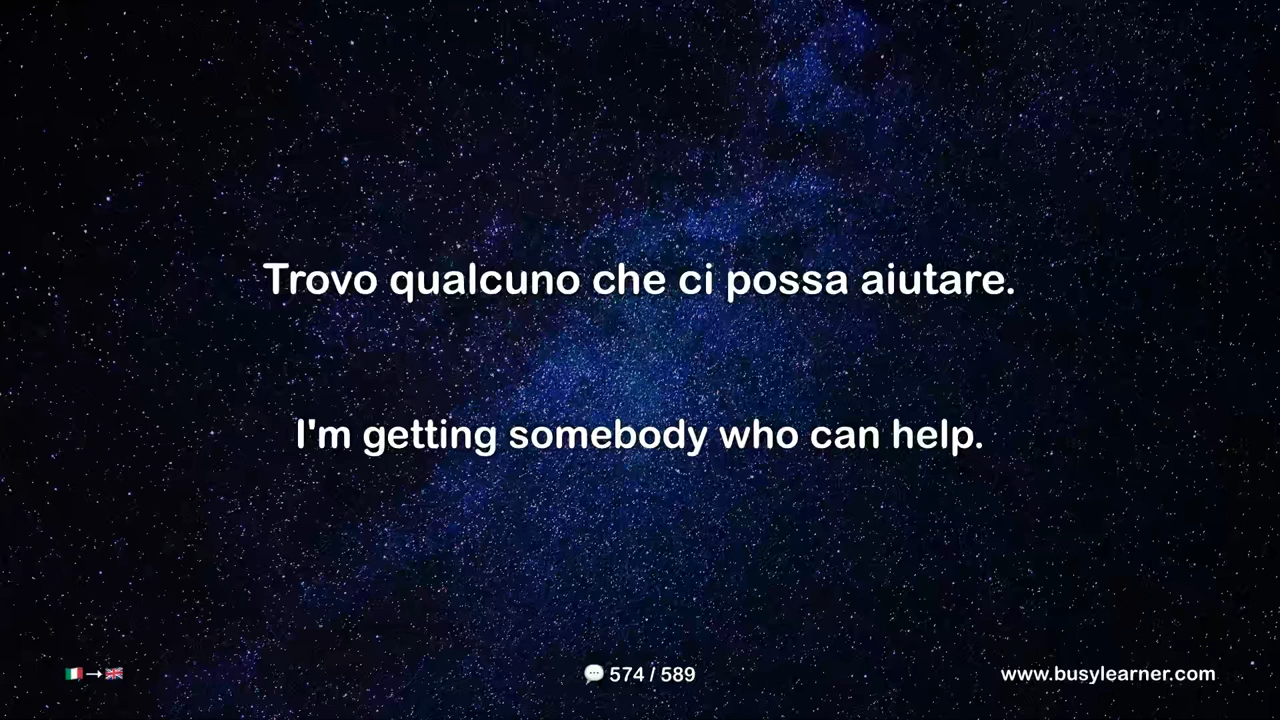 Trovo qualcuno che ci possa aiutare.
I'm getting somebody who can help.
🇮🇹→🇬🇧 💬 574 / 589 www.busylearner.com